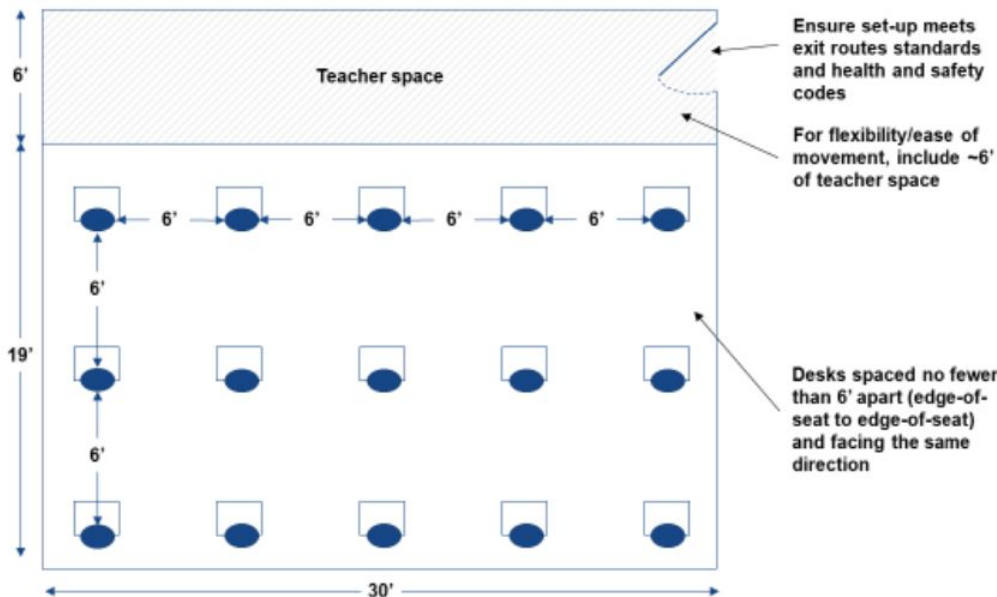 6’
Teacher space
Ensure set-up meets
exit routes standards
and health and safety
codes
For flexibility/ease of
movement, include ~6’
of teacher space
6’
6’
6’
6’
6’
19’
6’
Desks spaced no fewer
than 6’ apart (edge-of-
seat to edge-of-seat)
and facing the same
direction
30’